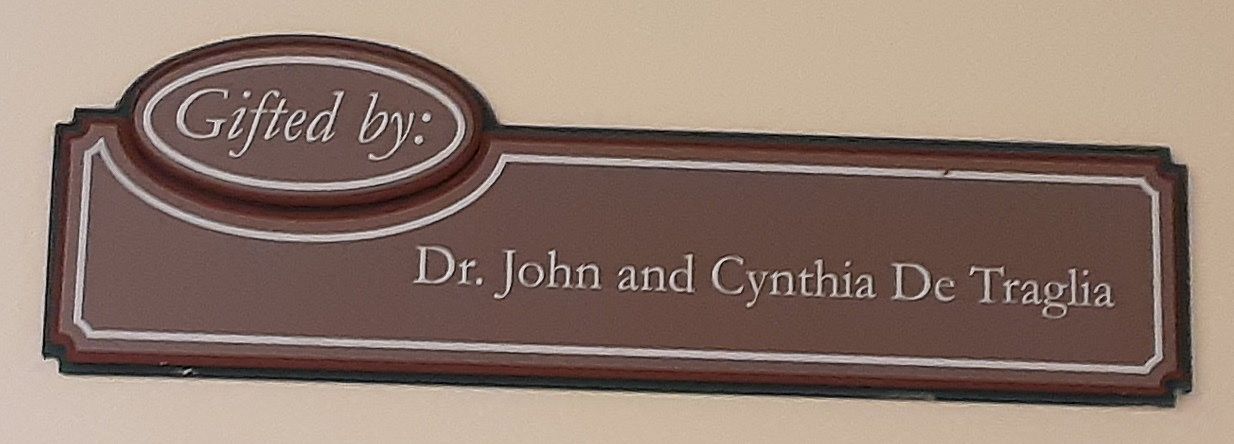 Gifted by:
Dr. John and Cynthia De Traglia